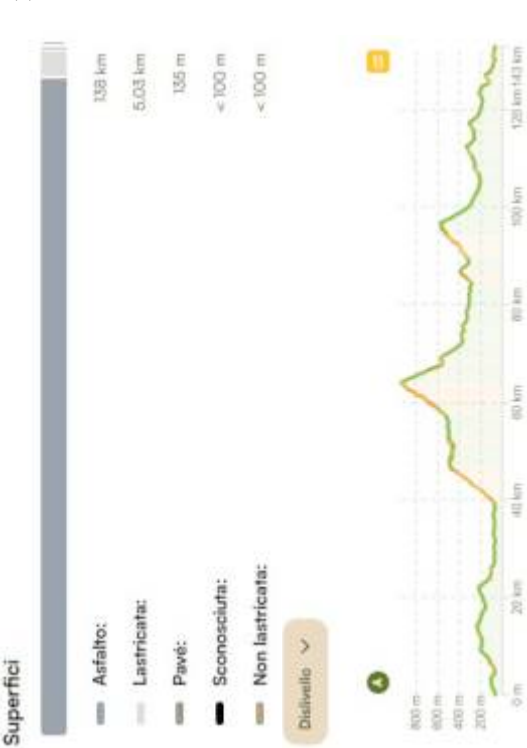 Superfici
Asfalto: 138 km
Lastricata: 5.03 km
Pavé: 135 m
Sconosciuta: < 100 m
Non lastricata: < 100 m
Dislivello
A
800 m
600 m
400 m
200 m
0 m 20 km 40 km 60 km 80 km 100 km 120 km 143 km